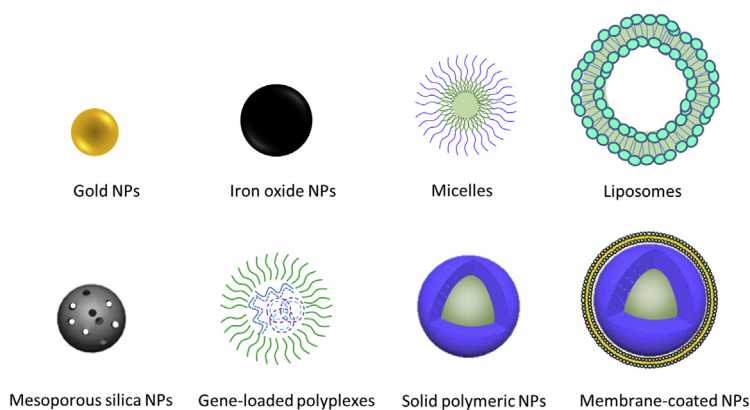 Gold NPs
Iron oxide NPs
Micelles
Liposomes
Mesoporous silica NPs
Gene-loaded polyplexes
Solid polymeric NPs
Membrane-coated NPs